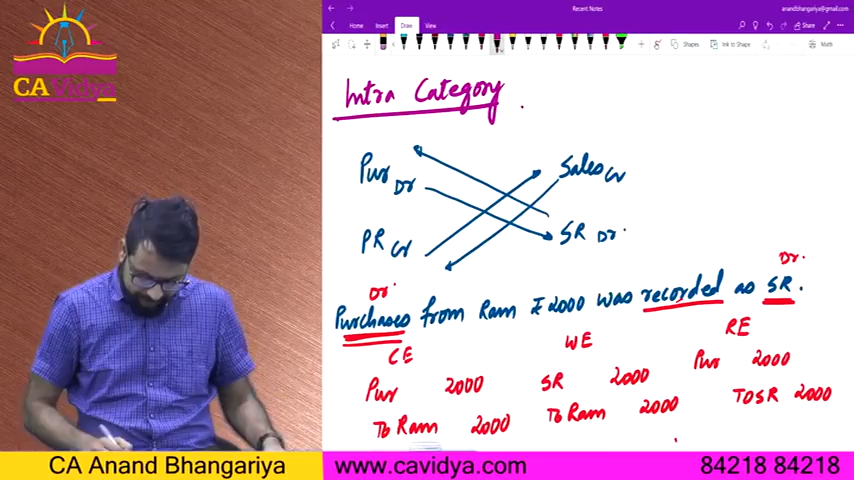 Recent Notes
anandbhangariya@gmail.com
Home Insert Draw View
Share
Shapes Ink to Shape Math
CA Vidya
Intra Category
Pur Dr Sales Cr
PR Cr SR Dr
Dr Dr
Purchases from Ram ₹ 2000 was recorded as SR.
CE WE RE
Pur 2000 SR 2000 Pur 2000
To Ram 2000 To Ram 2000 To SR 2000
CA Anand Bhangariya www.cavidya.com 84218 84218